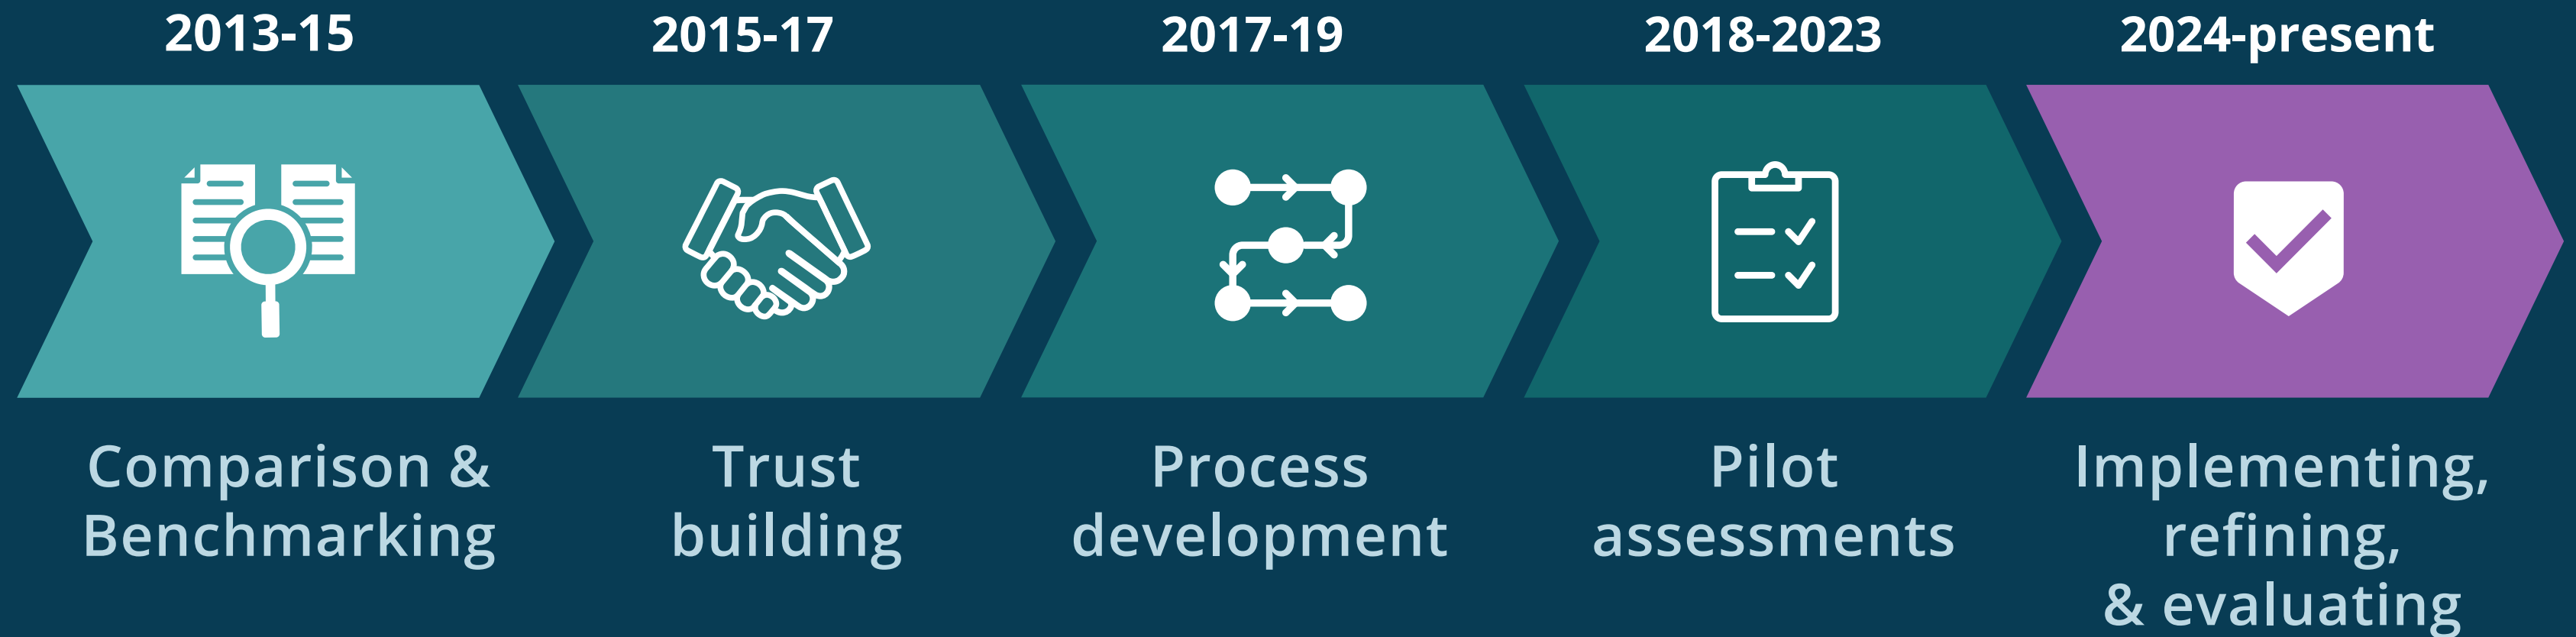 2013-15
2015-17
2017-19
2018-2023
2024-present
Comparison &
Benchmarking
Trust
building
Process
development
Pilot
assessments
Implementing,
refining,
& evaluating